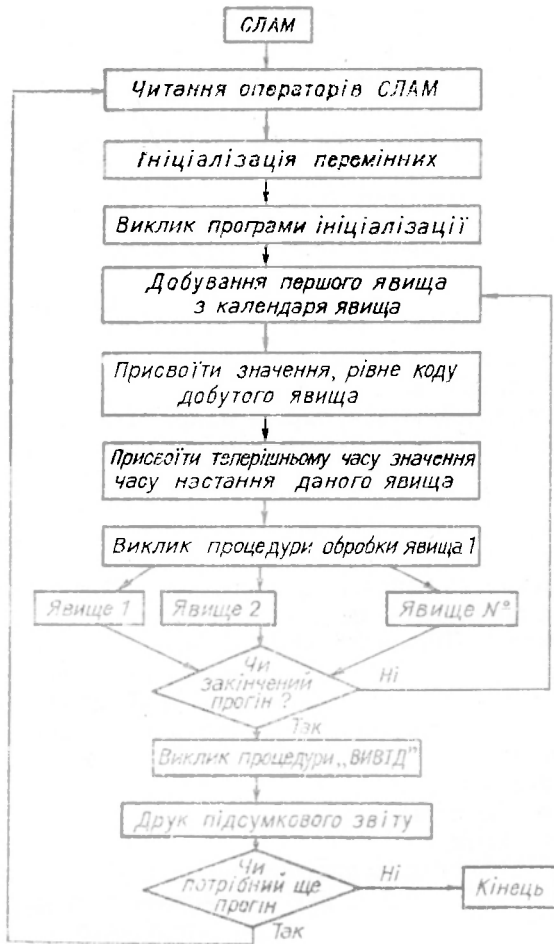 СЛАМ
Читання операторів СЛАМ
Ініціалізація перемінних
Виклик програми ініціалізації
Добування першого явища
з календаря явища
Присвоїти значення, рівне коду
добутого явища
Присвоїти теперішньому часу значення
часу настання даного явища
Виклик процедури обробки явища 1
Явище 1
Явище 2
Явище №
Чи
закінчений
прогін ?
Ні
Так
Виклик процедури „ВИВІД”
Друк підсумкового звіту
Чи
потрібний ще
прогін
Ні
Кінець
Так